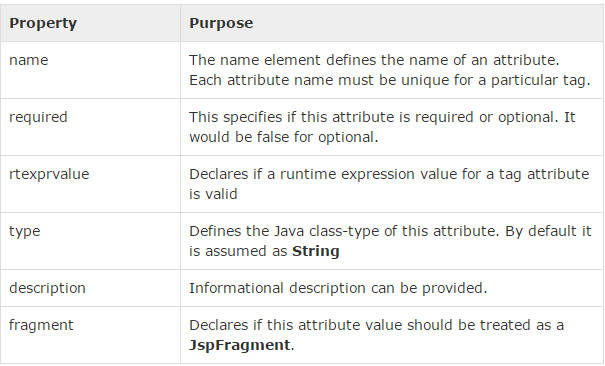 Property Purpose
name The name element defines the name of an attribute.
Each attribute name must be unique for a particular tag.
required This specifies if this attribute is required or optional. It
would be false for optional.
rtexprvalue Declares if a runtime expression value for a tag attribute
is valid
type Defines the Java class-type of this attribute. By default it
is assumed as String
description Informational description can be provided.
fragment Declares if this attribute value should be treated as a
JspFragment.